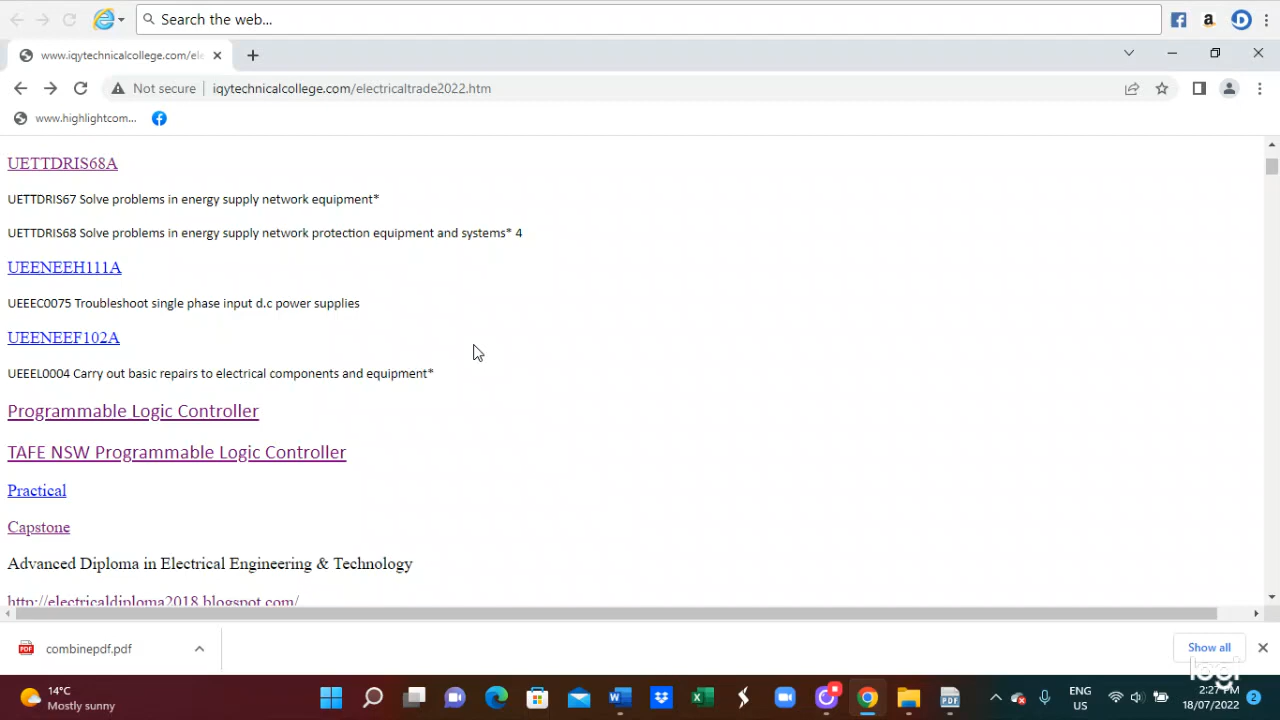 Search the web...
www.iqytechnicalcollege.com/ele
Not secure
iqytechnicalcollege.com/electricaltrade2022.htm
www.highlightcom...
UETTDRIS68A
UETTDRIS67 Solve problems in energy supply network equipment*
UETTDRIS68 Solve problems in energy supply network protection equipment and systems* 4
UEENEEH111A
UEEEC0075 Troubleshoot single phase input d.c power supplies
UEENEEF102A
UEEEL0004 Carry out basic repairs to electrical components and equipment*
Programmable Logic Controller
TAFE NSW Programmable Logic Controller
Practical
Capstone
Advanced Diploma in Electrical Engineering & Technology
http://electricaldiploma2018.blogspot.com/
PDF combinepdf.pdf
Show all
14°C
Mostly sunny
ENG
US
2:27 PM
18/07/2022
2